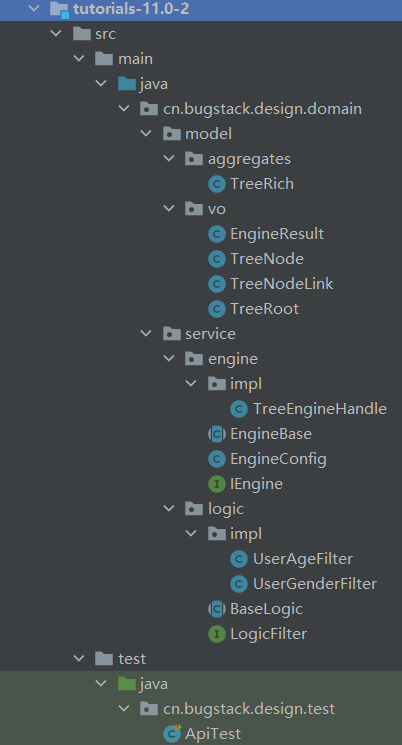 tutorials-11.0-2
src
main
java
cn.bugstack.design.domain
model
aggregates
TreeRich
vo
EngineResult
TreeNode
TreeNodeLink
TreeRoot
service
engine
impl
TreeEngineHandle
EngineBase
EngineConfig
IEngine
logic
impl
UserAgeFilter
UserGenderFilter
BaseLogic
LogicFilter
test
java
cn.bugstack.design.test
ApiTest